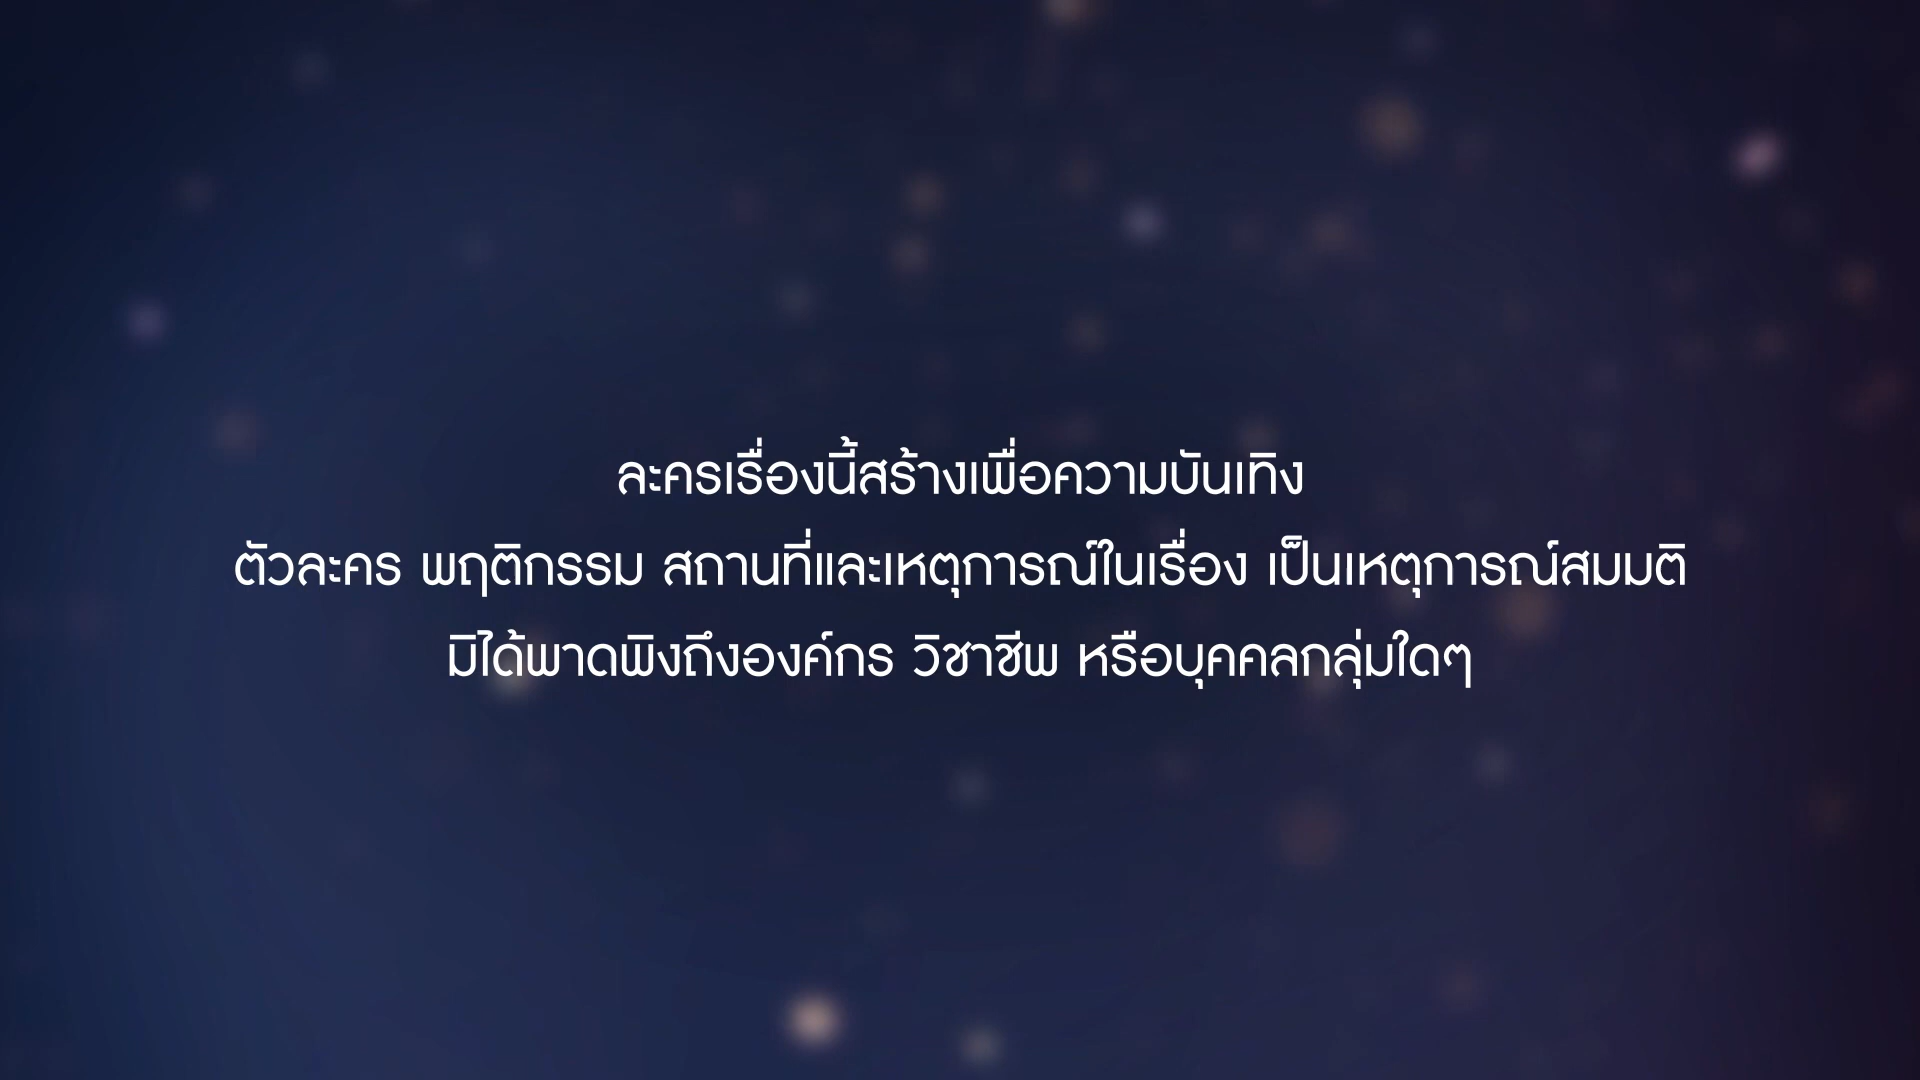 ละครเรื่องนี้สร้างเพื่อความบันเทิง
ตัวละคร พฤติกรรม สถานที่และเหตุการณ์ในเรื่อง เป็นเหตุการณ์สมมติ
มิได้พาดพิงถึงองค์กร วิชาชีพ หรือบุคคลกลุ่มใดๆ